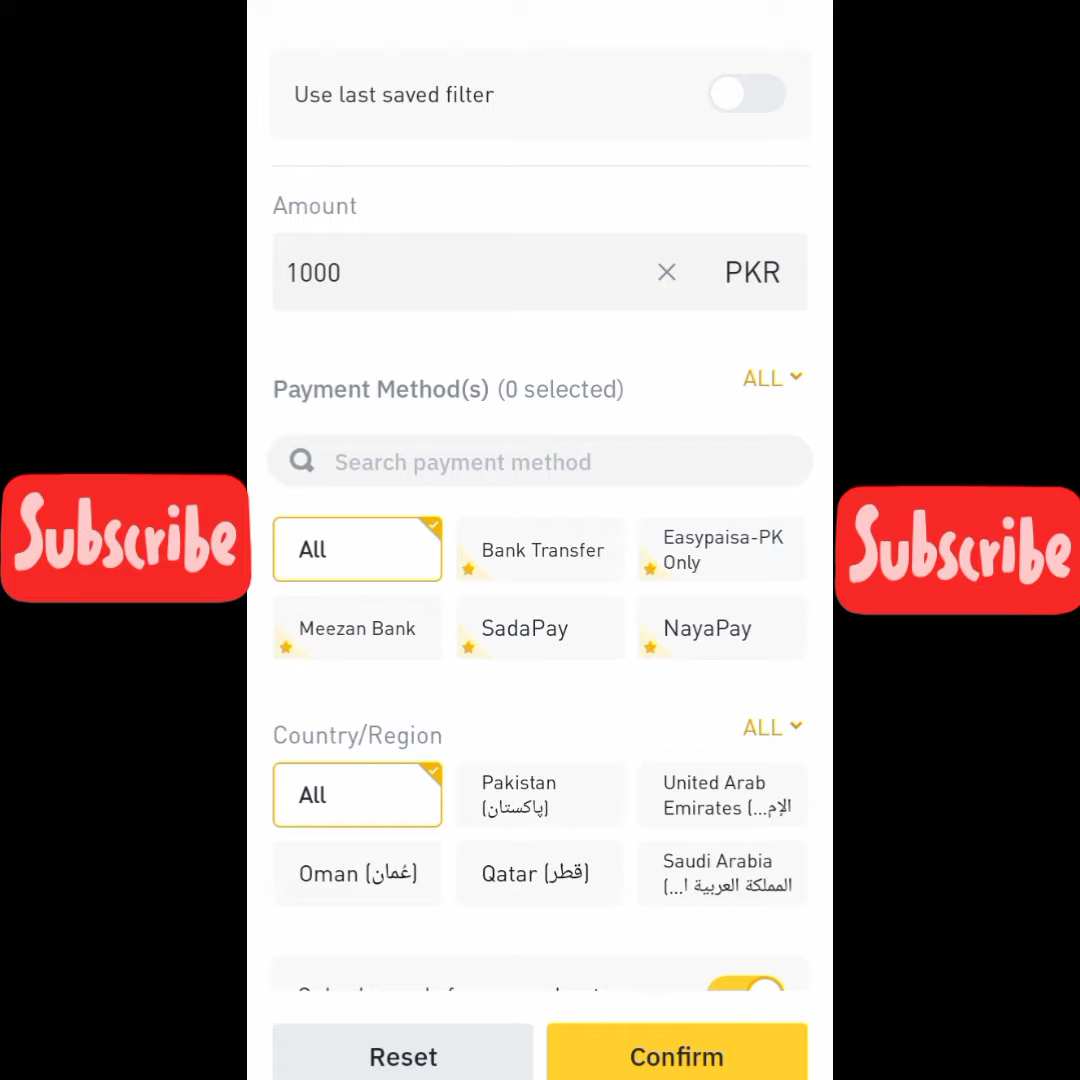 Use last saved filter
Amount
1000
PKR
Payment Method(s) (0 selected)
ALL
Search payment method
All
Bank Transfer
Easypaisa-PK
Only
Meezan Bank
SadaPay
NayaPay
Subscribe
Subscribe
Country/Region
ALL
All
Pakistan
(پاکستان)
United Arab
Emirates (الإم...
Oman (عُمان)
Qatar (قطر)
Saudi Arabia
(المملكة العربية ا...
Reset
Confirm